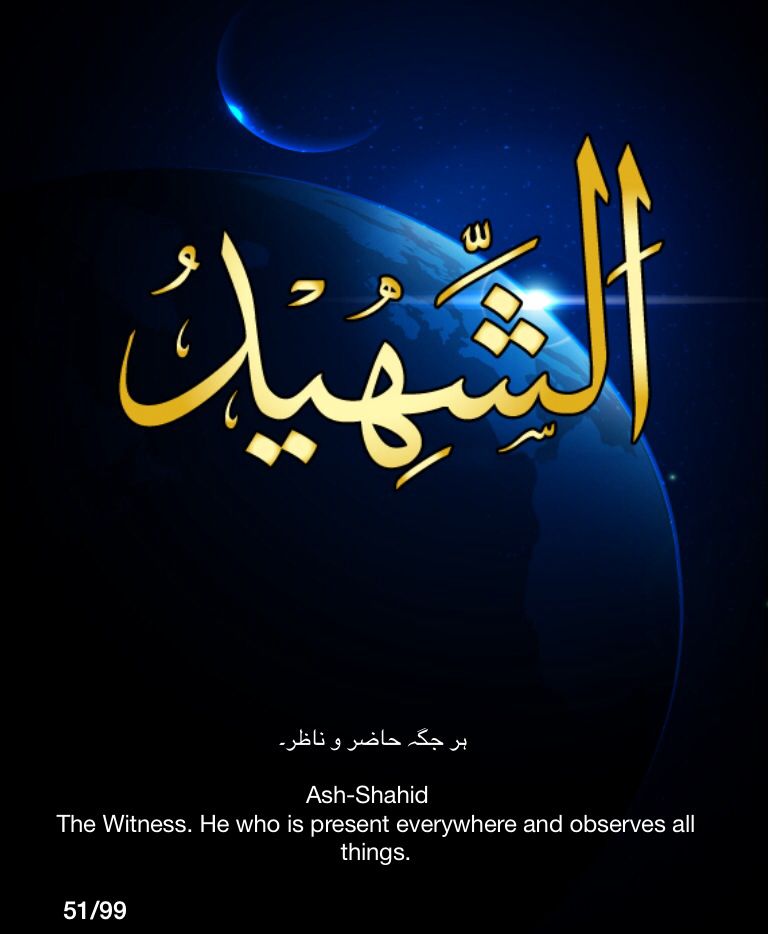 الشَّهِيدُ
ہر جگہ حاضر و ناظر۔
Ash-Shahid
The Witness. He who is present everywhere and observes all
things.
51/99